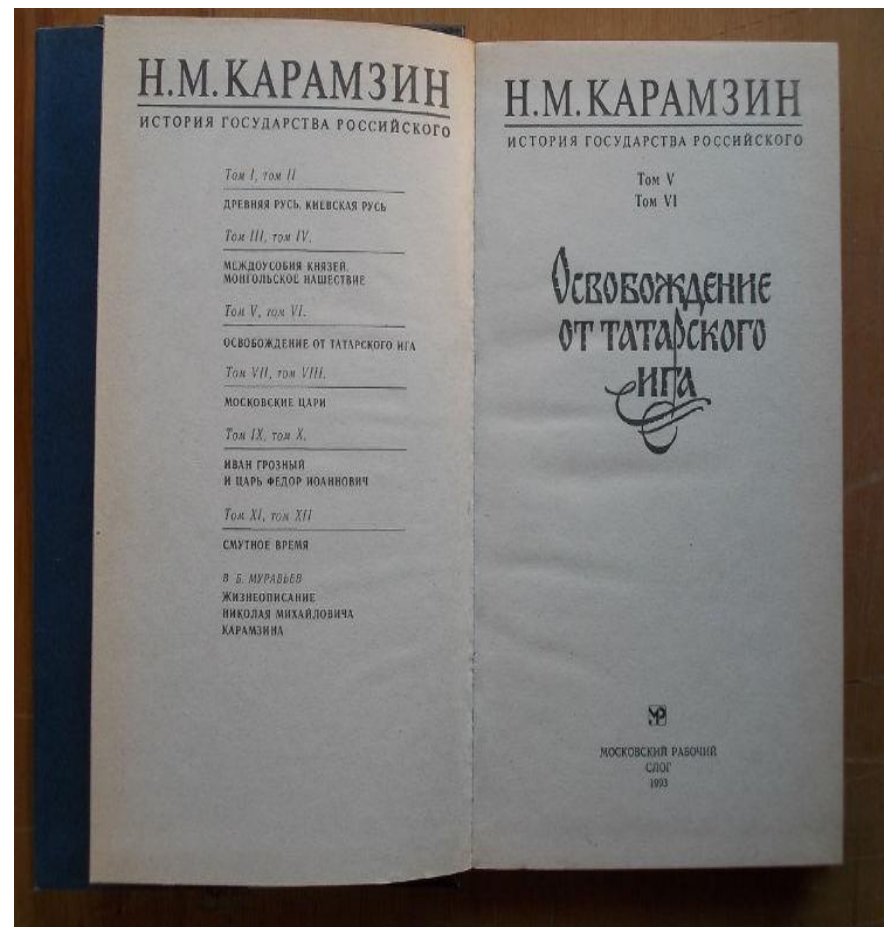 Н.М.КАРАМЗИН
ИСТОРИЯ ГОСУДАРСТВА РОССИЙСКОГО
Том I, том II
ДРЕВНЯЯ РУСЬ. КИЕВСКАЯ РУСЬ
Том III, том IV.
МЕЖДОУСОБИЯ КНЯЗЕЙ.
МОНГОЛЬСКОЕ НАШЕСТВИЕ
Том V, том VI.
ОСВОБОЖДЕНИЕ ОТ ТАТАРСКОГО ИГА
Том VII, том VIII.
МОСКОВСКИЕ ЦАРИ
Том IX, том X.
ИВАН ГРОЗНЫЙ
И ЦАРЬ ФЕДОР ИОАННОВИЧ
Том XI, том XII
СМУТНОЕ ВРЕМЯ
В Б. МУРАВЬЕВ
ЖИЗНЕОПИСАНИЕ
НИКОЛАЯ МИХАЙЛОВИЧА
КАРАМЗИНА
Н.М.КАРАМЗИН
ИСТОРИЯ ГОСУДАРСТВА РОССИЙСКОГО
Том V
Том VI
Освобождение
от татарского
ига
МР
МОСКОВСКИЙ РАБОЧИЙ
СЛОГ
1993